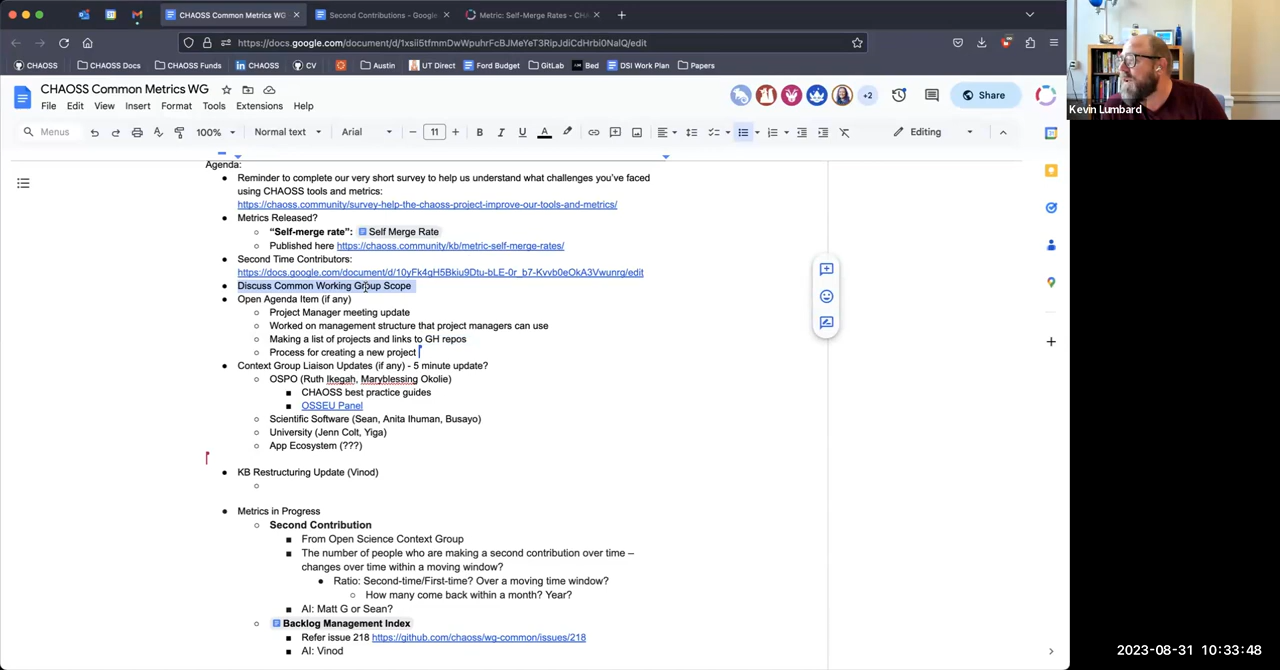 CHAOSS Common Metrics WG
Second Contributions - Google
Metric: Self-Merge Rates - CHA
https://docs.google.com/document/d/1xsii5tfmmDwWpuhrFcBJMeYeT3RipJdiCdHrbi0NalQ/edit
CHAOSS CHAOSS Docs CHAOSS Funds CHAOSS CV Austin UT Direct Ford Budget GitLab Bed DSI Work Plan Papers
CHAOSS Common Metrics WG
+2
Share
File Edit View Insert Format Tools Extensions Help
Menus 100% Normal text Arial 11 B I U A Editing
Kevin Lumbard
Agenda:
Reminder to complete our very short survey to help us understand what challenges you've faced
using CHAOSS tools and metrics:
https://chaoss.community/survey-help-the-chaoss-project-improve-our-tools-and-metrics/
Metrics Released?
"Self-merge rate": Self Merge Rate
Published here https://chaoss.community/kb/metric-self-merge-rates/
Second Time Contributors:
https://docs.google.com/document/d/10yFk4gH5Bkiu9Dtu-bLE-0r_b7-Kvvb0eOkA3Vwunrg/edit
Discuss Common Working Group Scope
Open Agenda Item (if any)
Project Manager meeting update
Worked on management structure that project managers can use
Making a list of projects and links to GH repos
Process for creating a new project
Context Group Liaison Updates (if any) - 5 minute update?
OSPO (Ruth Ikegah, Maryblessing Okolie)
CHAOSS best practice guides
OSSEU Panel
Scientific Software (Sean, Anita Ihuman, Busayo)
University (Jenn Colt, Yiga)
App Ecosystem (???)
KB Restructuring Update (Vinod)
Metrics in Progress
Second Contribution
From Open Science Context Group
The number of people who are making a second contribution over time –
changes over time within a moving window?
Ratio: Second-time/First-time? Over a moving time window?
How many come back within a month? Year?
AI: Matt G or Sean?
Backlog Management Index
Refer issue 218 https://github.com/chaoss/wg-common/issues/218
AI: Vinod
2023-08-31 10:33:48